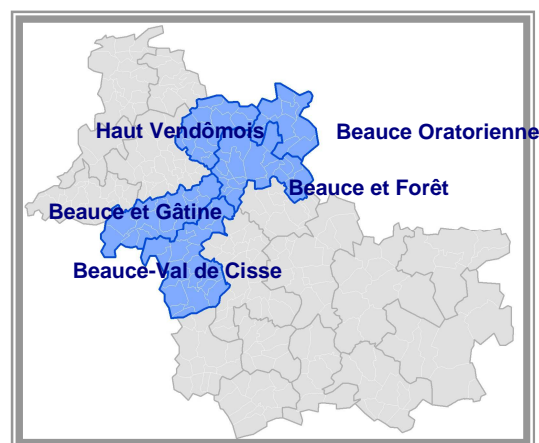 Haut Vendômois
Beauce Oratorienne
Beauce et Forêt
Beauce et Gâtine
Beauce-Val de Cisse